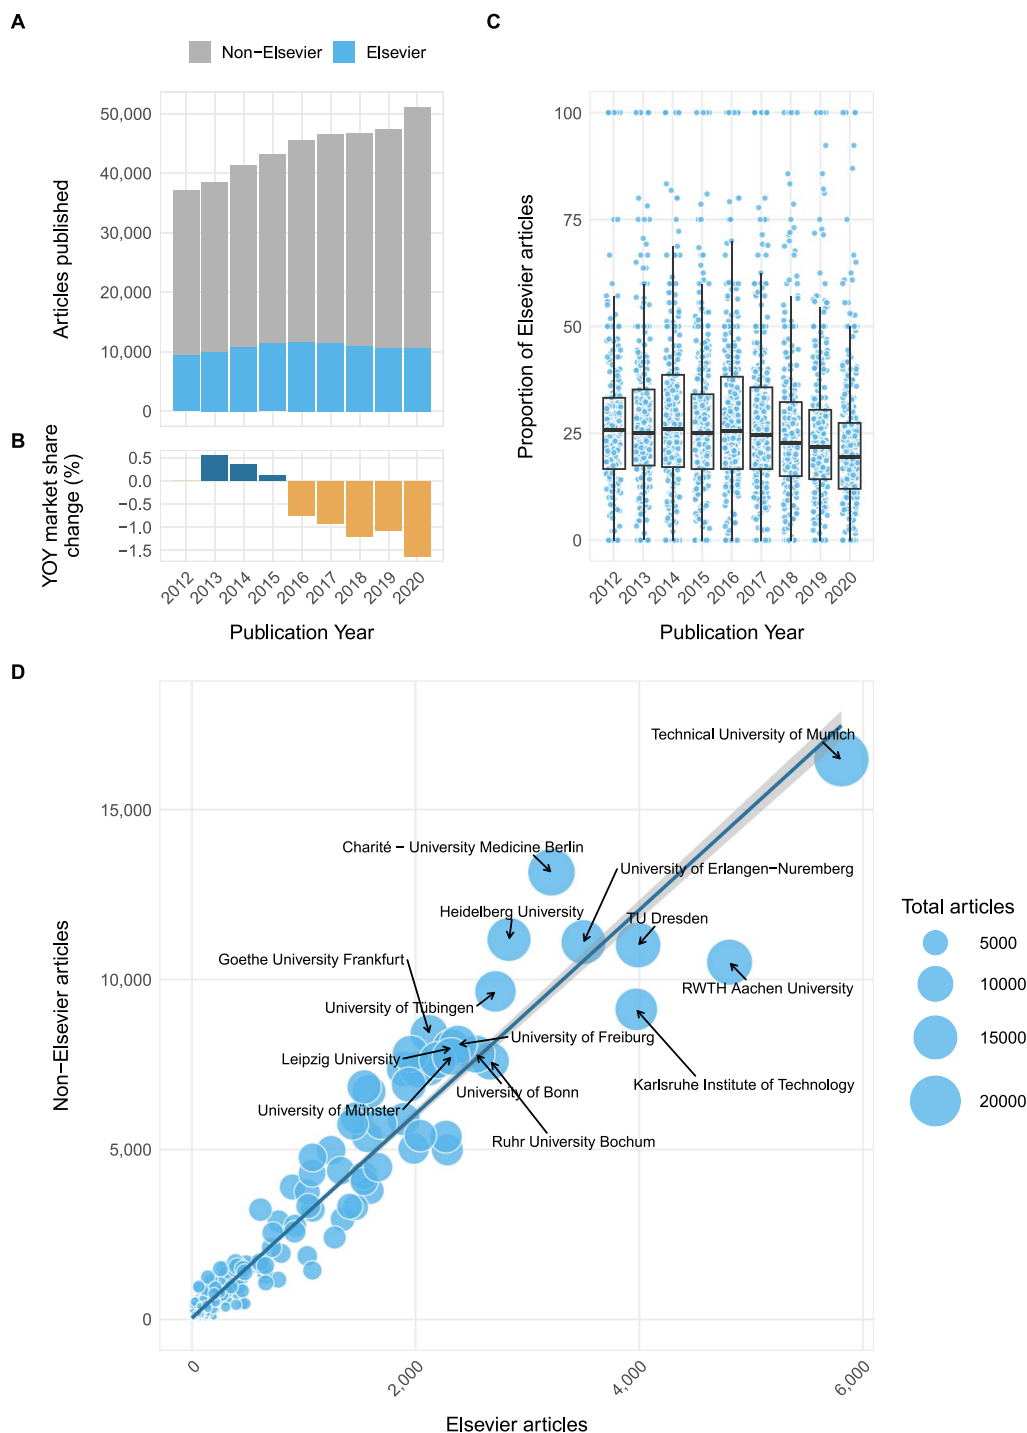 A
Non−Elsevier
Elsevier
Articles published
50,000
40,000
30,000
20,000
10,000
0
B
YOY market share
change (%)
0.5
0.0
−0.5
−1.0
−1.5
2012
2013
2014
2015
2016
2017
2018
2019
2020
Publication Year
C
Proportion of Elsevier articles
100
75
50
25
0
2012
2013
2014
2015
2016
2017
2018
2019
2020
Publication Year
D
Non−Elsevier articles
15,000
10,000
5,000
0
Technical University of Munich
Charité − University Medicine Berlin
University of Erlangen−Nuremberg
Heidelberg University
TU Dresden
Goethe University Frankfurt
RWTH Aachen University
University of Tübingen
University of Freiburg
Leipzig University
Karlsruhe Institute of Technology
University of Bonn
University of Münster
Ruhr University Bochum
0
2,000
4,000
6,000
Elsevier articles
Total articles
5000
10000
15000
20000